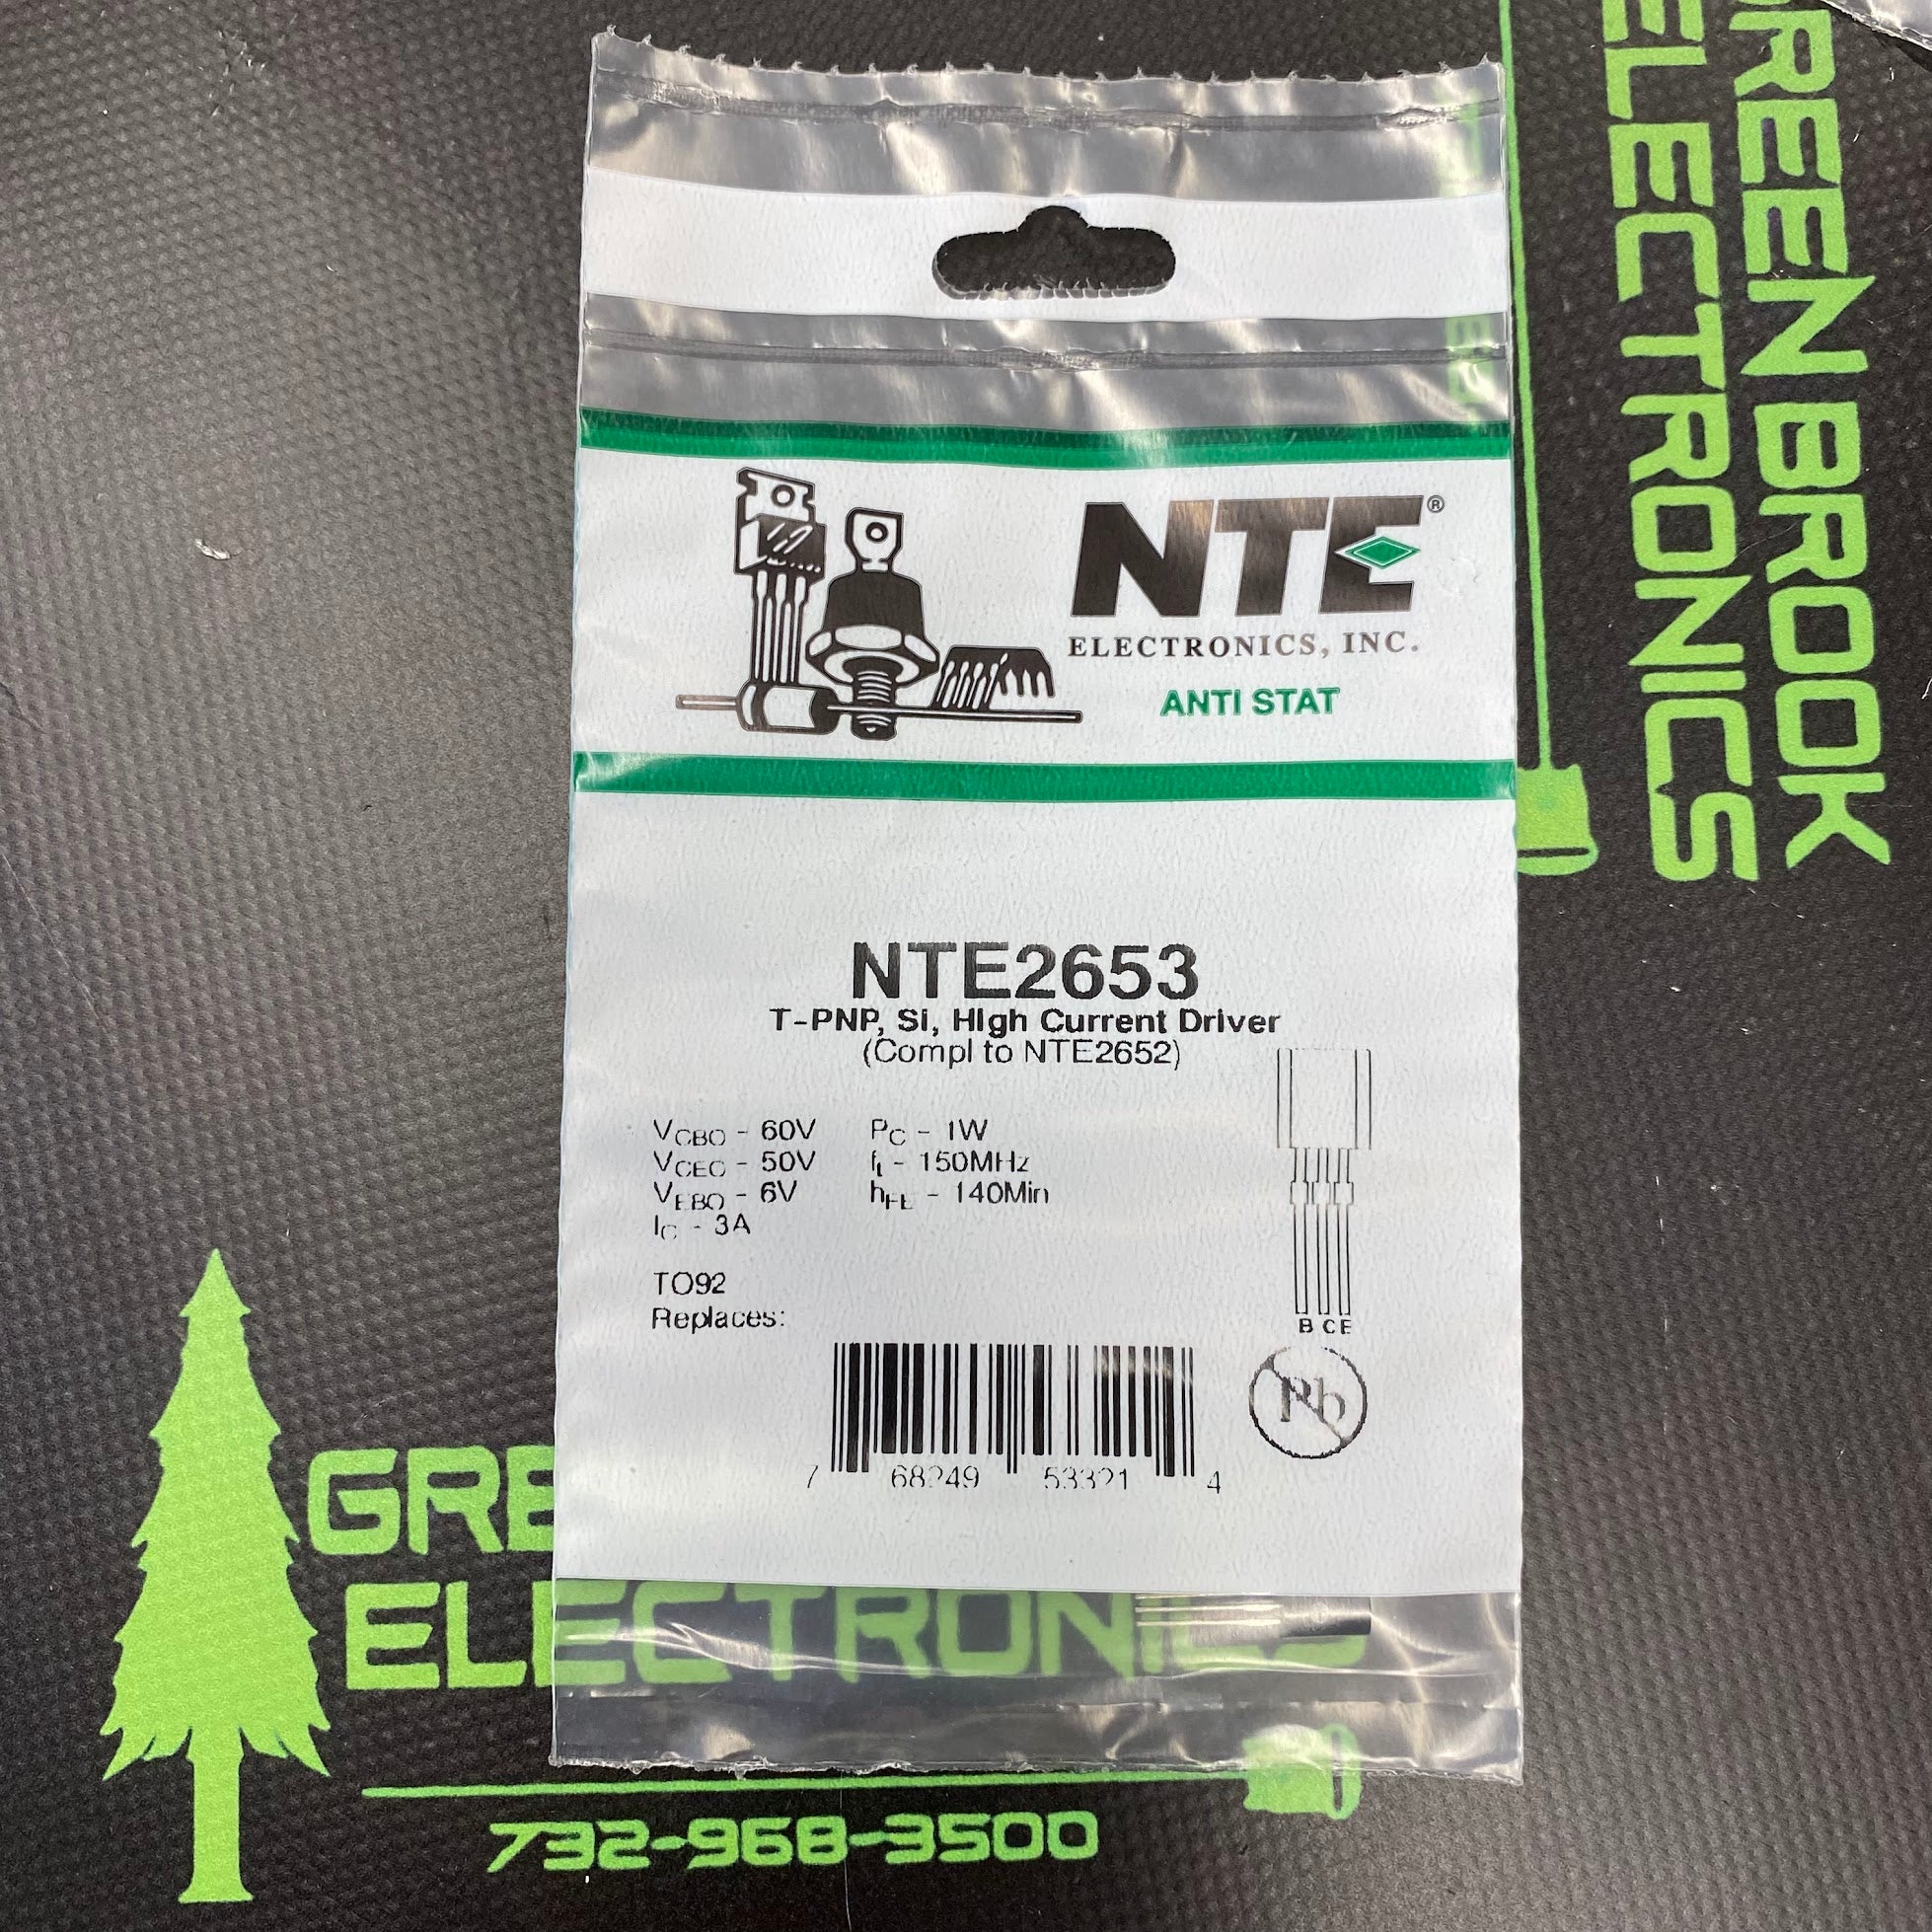 GREEN BROOK
ELECTRONICS
NTE®
ELECTRONICS, INC.
ANTI STAT
NTE2653
T-PNP, Si, High Current Driver
(Compl to NTE2652)
VCBO - 60V PC - 1W
VCEO - 50V ft - 150MHz
VEBO - 6V hFE - 140Min
IC - 3A
TO92
Replaces:
B C E
Pb
7 68249 53321 4
GRE
ELECTRONICS
732-968-3500